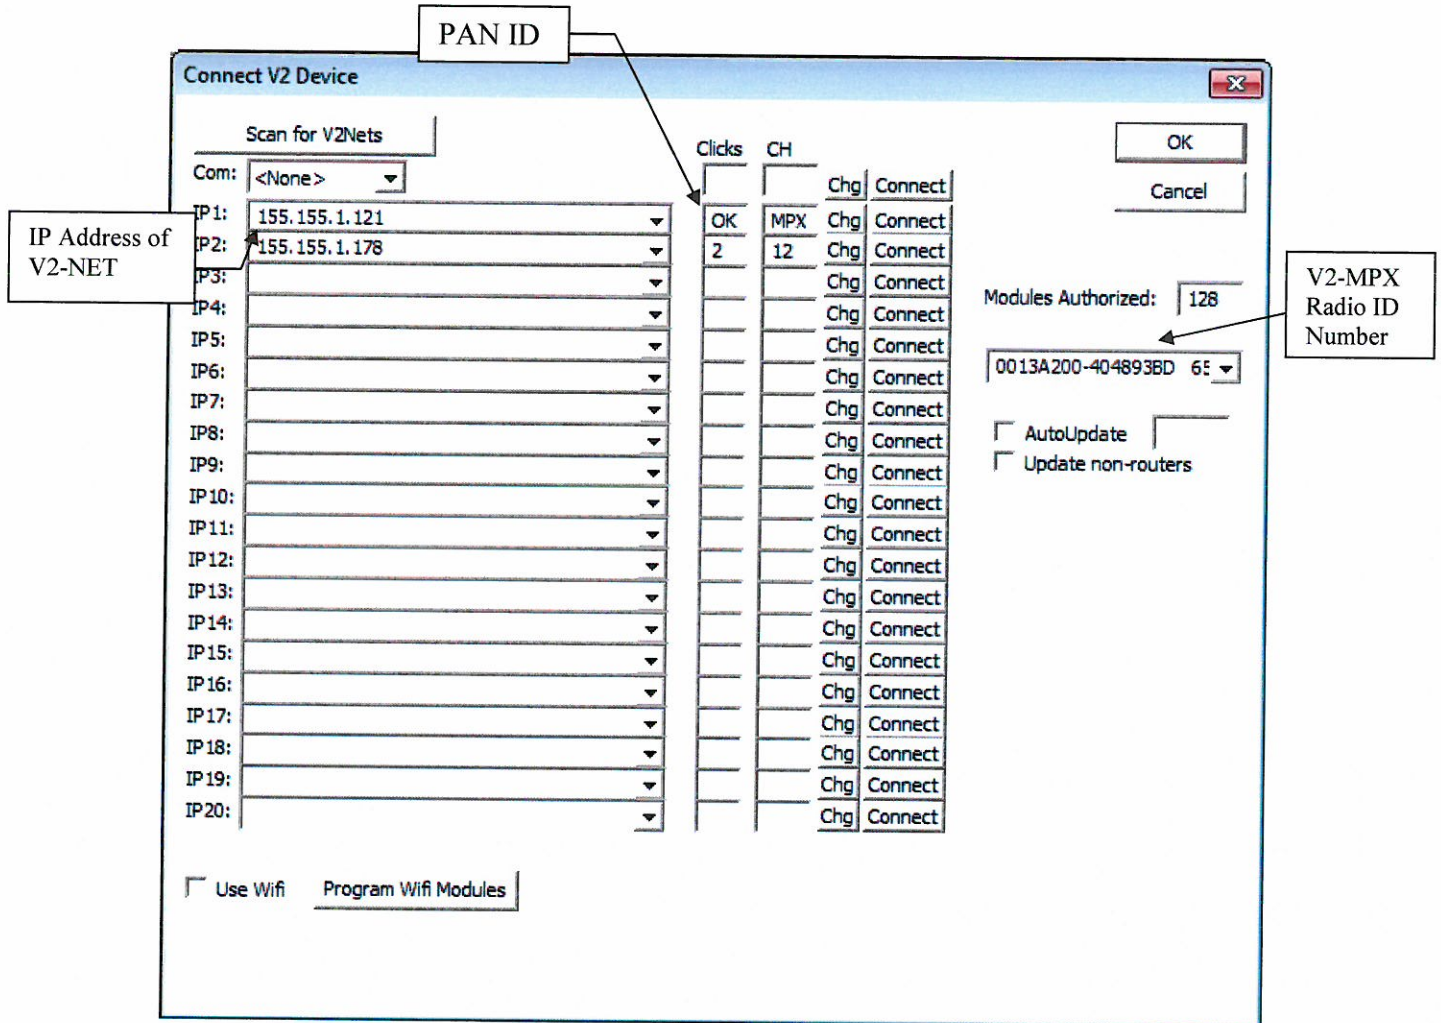 PAN ID
Connect V2 Device
Scan for V2Nets
Clicks CH
OK
Com: <None> Chg Connect
Cancel
IP Address of
V2-NET
IP1: 155.155.1.121 OK MPX Chg Connect
IP2: 155.155.1.178 2 12 Chg Connect
IP3: Chg Connect
V2-MPX
Radio ID
Number
Modules Authorized: 128
IP4: Chg Connect
IP5: Chg Connect
0013A200-404893BD 65
IP6: Chg Connect
IP7: Chg Connect
AutoUpdate
IP8: Chg Connect
Update non-routers
IP9: Chg Connect
IP10: Chg Connect
IP11: Chg Connect
IP12: Chg Connect
IP13: Chg Connect
IP14: Chg Connect
IP15: Chg Connect
IP16: Chg Connect
IP17: Chg Connect
IP18: Chg Connect
IP19: Chg Connect
IP20: Chg Connect
Use Wifi Program Wifi Modules